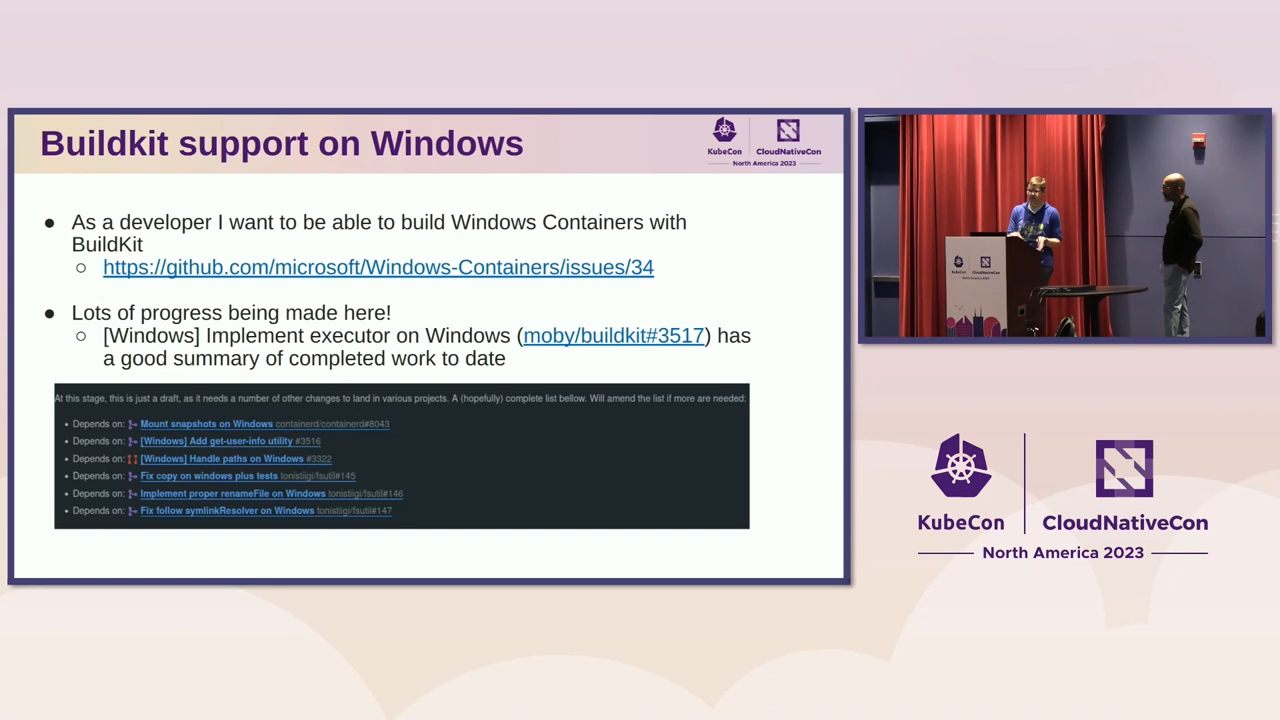 Buildkit support on Windows
KubeCon
CloudNativeCon
North America 2023
● As a developer I want to be able to build Windows Containers with
BuildKit
○ https://github.com/microsoft/Windows-Containers/issues/34
● Lots of progress being made here!
○ [Windows] Implement executor on Windows (moby/buildkit#3517) has
a good summary of completed work to date
At this stage, this is just a draft, as it needs a number of other changes to land in various projects. A (hopefully) complete list bellow. Will amend the list if more are needed:
• Depends on: Mount snapshots on Windows containerd/containerd#8043
• Depends on: [Windows] Add get-user-info utility #3516
• Depends on: [Windows] Handle paths on Windows #3322
• Depends on: Fix copy on windows plus tests tonistiigi/fsutil#145
• Depends on: Implement proper renameFile on Windows tonistiigi/fsutil#146
• Depends on: Fix follow symlinkResolver on Windows tonistiigi/fsutil#147
KubeCon
CloudNativeCon
KubeCon
CloudNativeCon
North America 2023